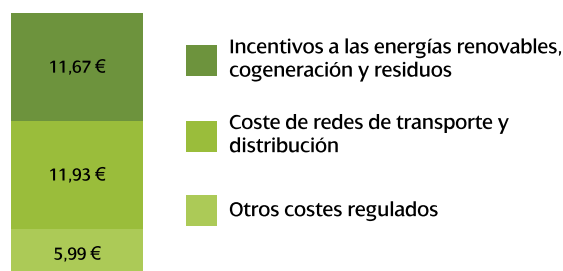 11,67 €
11,93 €
5,99 €
Incentivos a las energías renovables,
cogeneración y residuos
Coste de redes de transporte y
distribución
Otros costes regulados